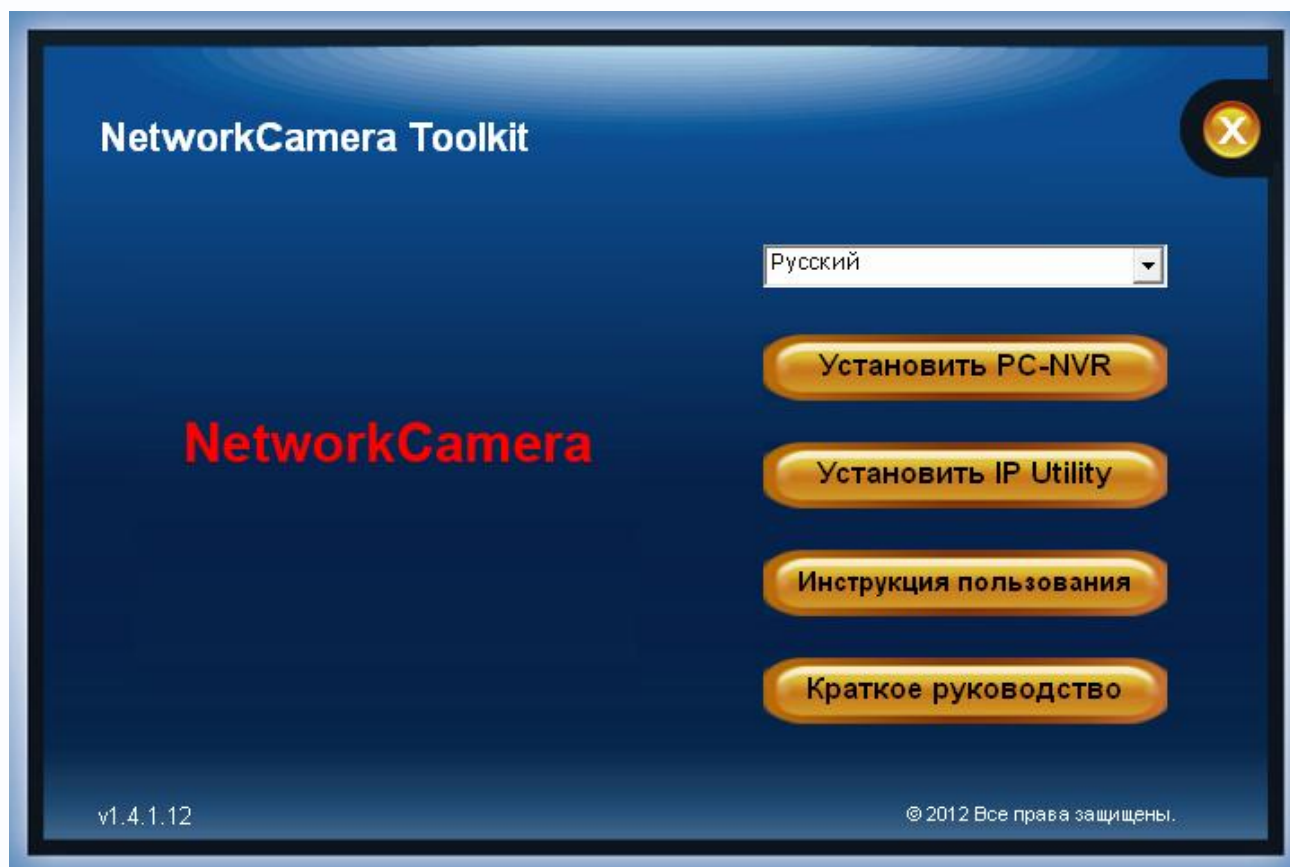 NetworkCamera Toolkit
X
Русский
Установить PC-NVR
NetworkCamera
Установить IP Utility
Инструкция пользования
Краткое руководство
v1.4.1.12
© 2012 Все права защищены.